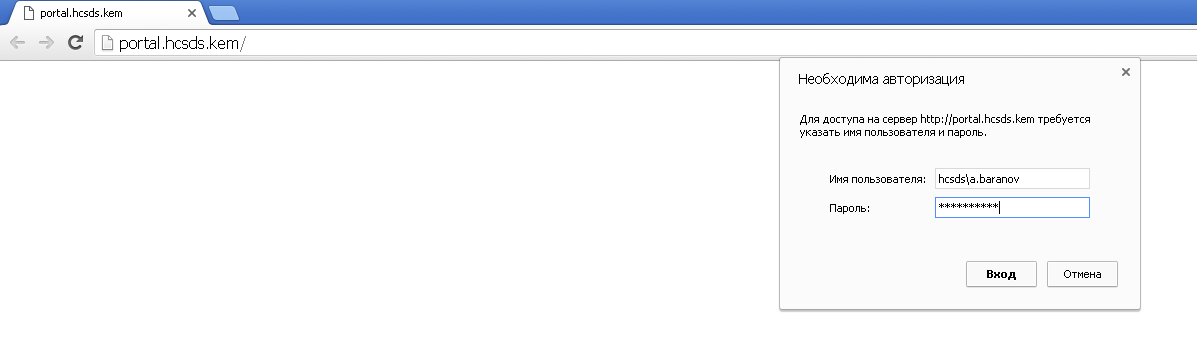 portal.hcsds.kem
portal.hcsds.kem/
Необходима авторизация
Для доступа на сервер http://portal.hcsds.kem требуется
указать имя пользователя и пароль.
Имя пользователя: hcsds\a.baranov
Пароль: **********
Вход Отмена